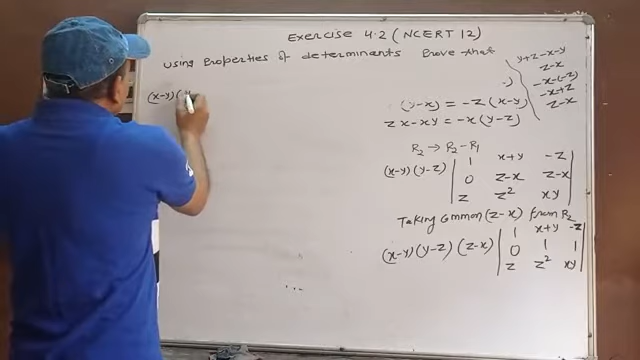 Exercise 4.2 (NCERT 12)
Using Properties of determinants Prove that
(x-y)(y
y+z-x-y
z-x
-x-(-z)
-x+z
z-x
-)
(y-x) = -z(x-y)
zx-xy = -x(y-z)
R₂ → R₂-R₁
(x-y)(y-z) | 1 x+y -z |
| 0 z-x z-x |
| z z² xy |
Taking Common (z-x) from R₂
(x-y)(y-z)(z-x) | 1 x+y -z |
| 0 1 1 |
| z z² xy |